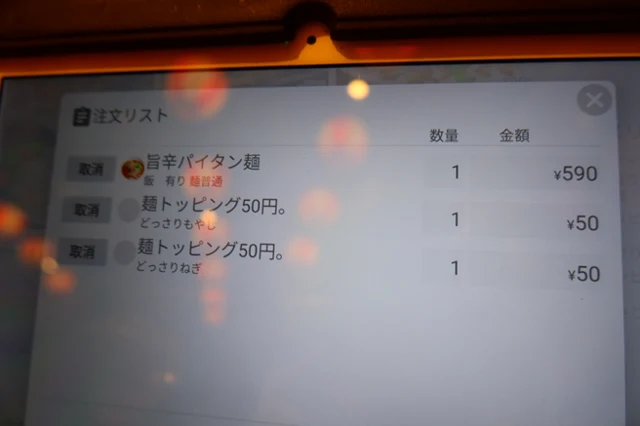 注文リスト
数量 金額
取消 旨辛パイタン麺 1 ¥590
飯 有り 麺普通
取消 麺トッピング50円。 1 ¥50
どっさりもやし
取消 麺トッピング50円。 1 ¥50
どっさりねぎ